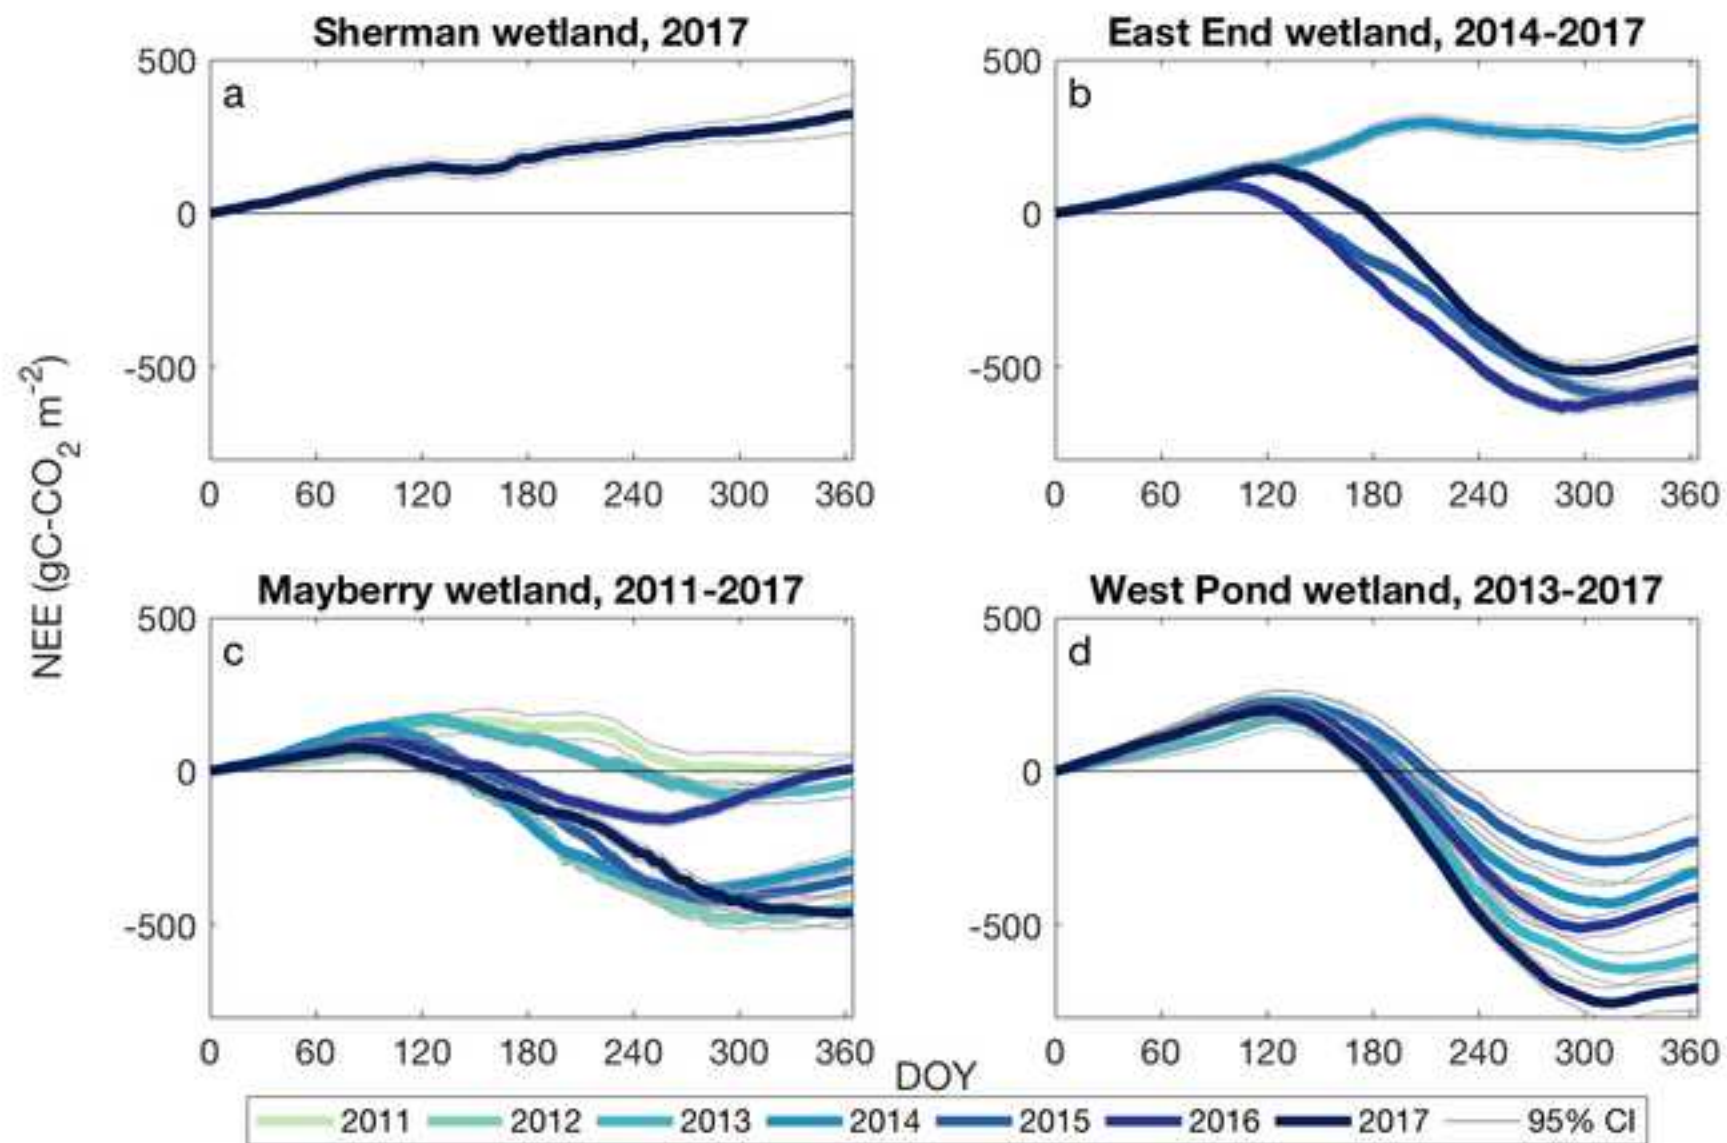 Sherman wetland, 2017
East End wetland, 2014-2017
500
a
0
-500
0 60 120 180 240 300 360
500
b
0
-500
0 60 120 180 240 300 360
NEE (gC-CO2 m-2)
Mayberry wetland, 2011-2017
West Pond wetland, 2013-2017
500
c
0
-500
0 60 120 180 240 300 360
500
d
0
-500
0 60 120 180 240 300 360
DOY
2011 2012 2013 2014 2015 2016 2017 95% CI